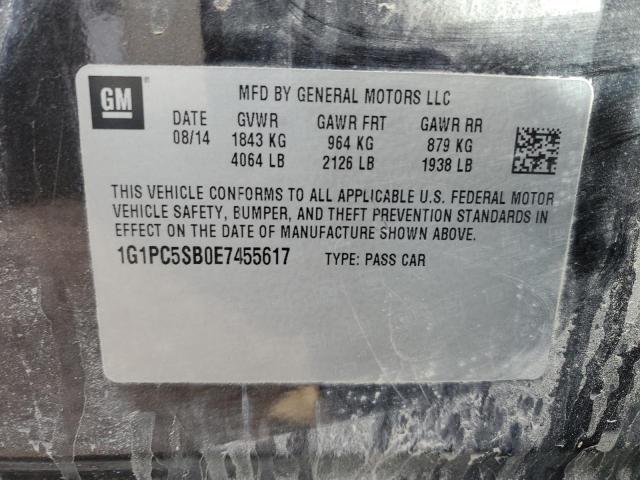 GM
MFD BY GENERAL MOTORS LLC
DATE GVWR GAWR FRT GAWR RR
08/14 1843 KG 964 KG 879 KG
4064 LB 2126 LB 1938 LB
THIS VEHICLE CONFORMS TO ALL APPLICABLE U.S. FEDERAL MOTOR
VEHICLE SAFETY, BUMPER, AND THEFT PREVENTION STANDARDS IN
EFFECT ON THE DATE OF MANUFACTURE SHOWN ABOVE.
1G1PC5SB0E7455617 TYPE: PASS CAR